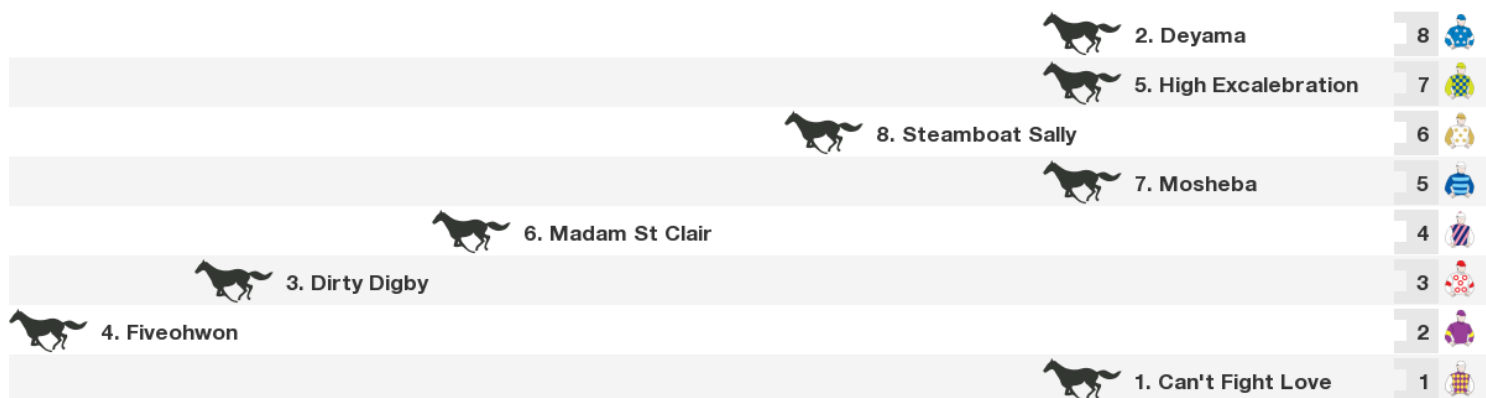 2. Deyama 8
5. High Excalebration 7
8. Steamboat Sally 6
7. Mosheba 5
6. Madam St Clair 4
3. Dirty Digby 3
4. Fiveohwon 2
1. Can't Fight Love 1